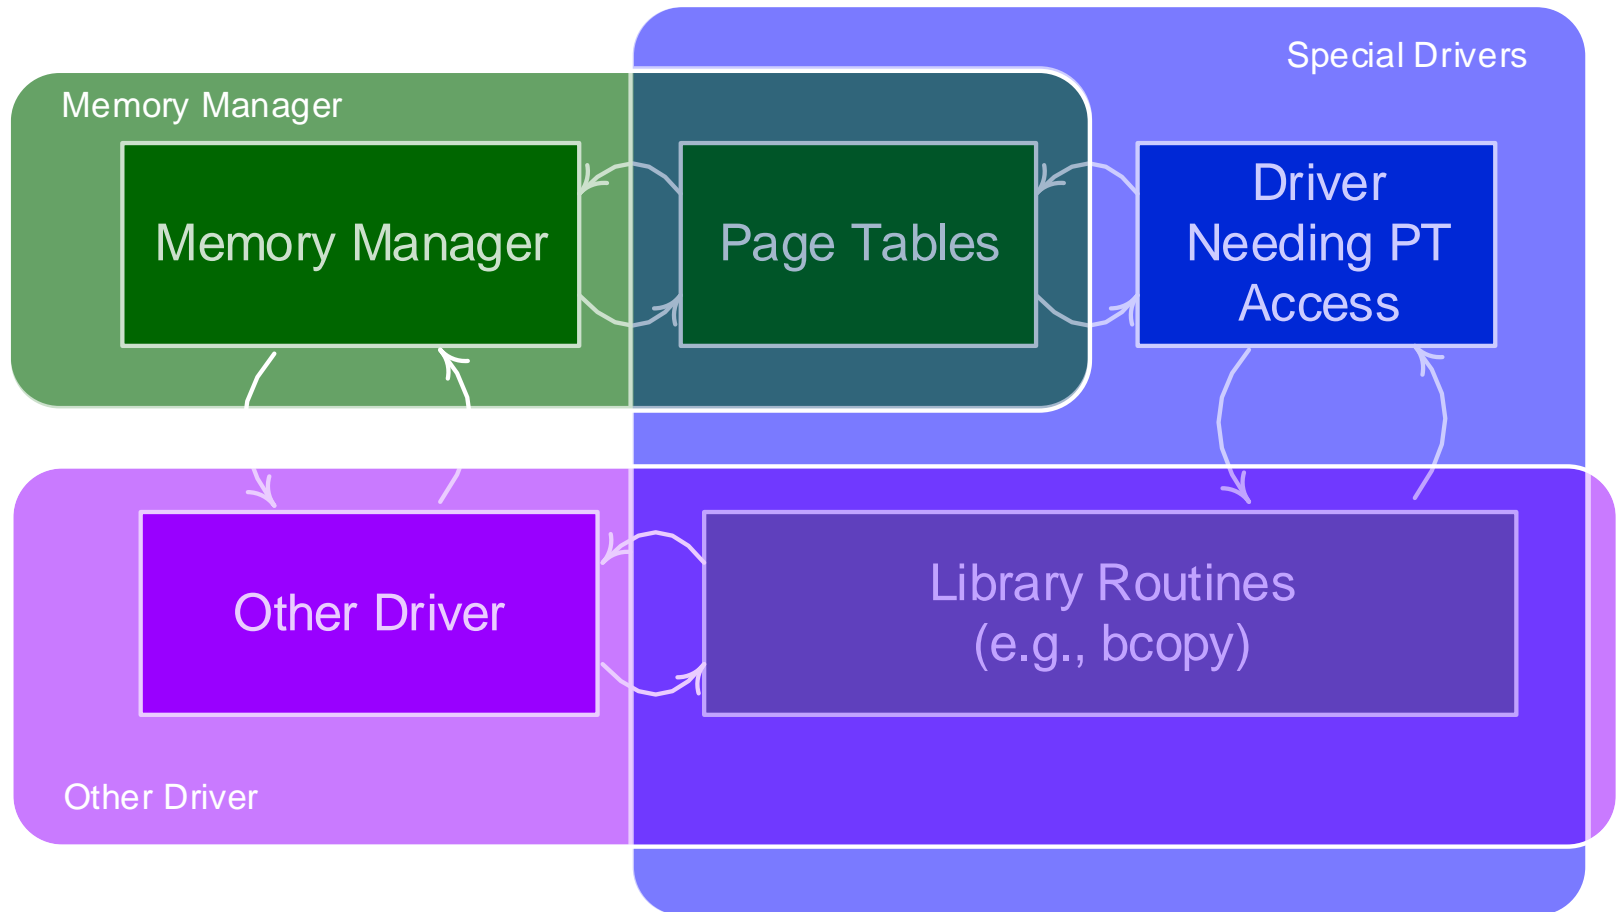 Special Drivers
Memory Manager
Memory Manager
Page Tables
Driver
Needing PT
Access
Other Driver
Library Routines
(e.g., bcopy)
Other Driver